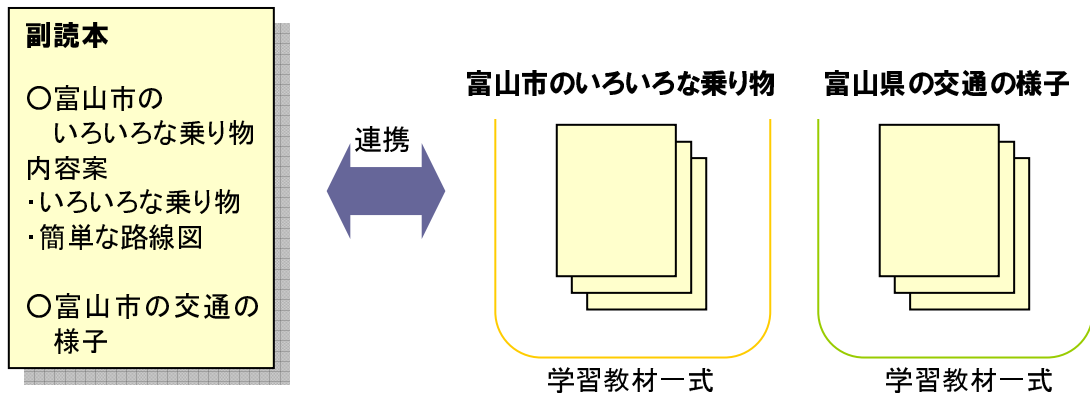 副読本
○富山市の
いろいろな乗り物
内容案
・いろいろな乗り物
・簡単な路線図
○富山市の交通の
様子
連携
富山市のいろいろな乗り物
学習教材一式
富山県の交通の様子
学習教材一式